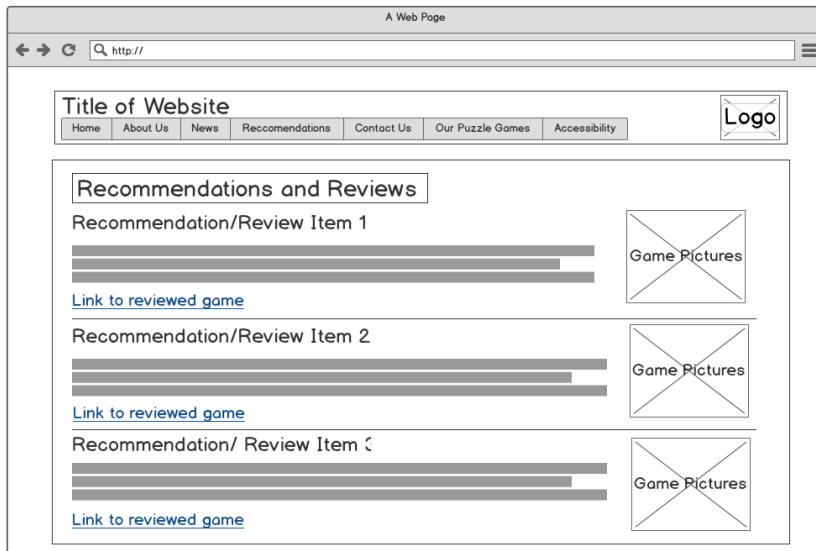 A Web Page
http://
Title of Website
Logo
Home About Us News Reccomendations Contact Us Our Puzzle Games Accessibility
Recommendations and Reviews
Recommendation/Review Item 1
Game Pictures
Link to reviewed game
Recommendation/Review Item 2
Game Pictures
Link to reviewed game
Recommendation/ Review Item 3
Game Pictures
Link to reviewed game